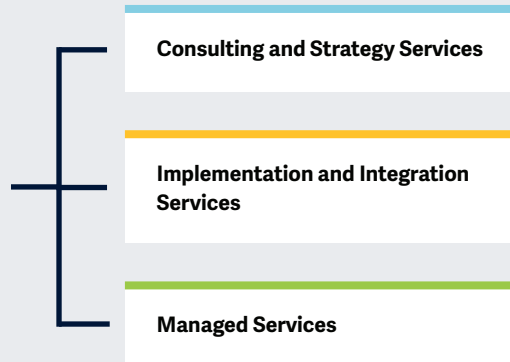 Consulting and Strategy Services
Implementation and Integration
Services
Managed Services